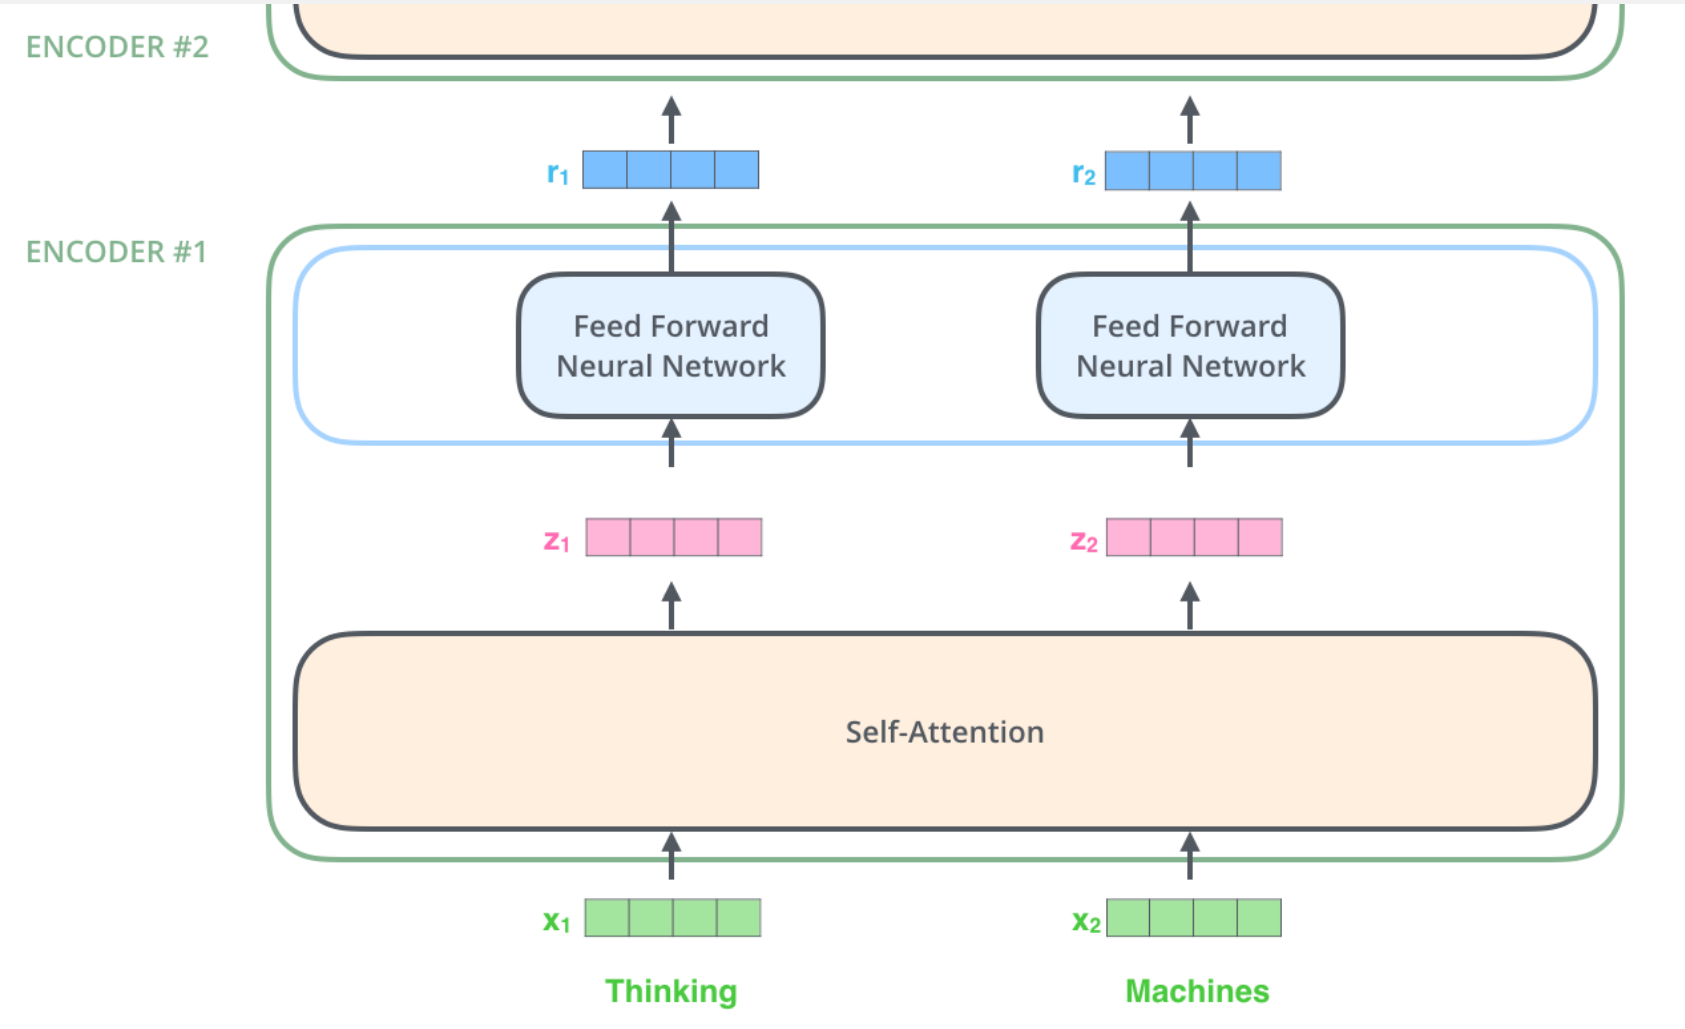 ENCODER #2
r₁
r₂
ENCODER #1
Feed Forward
Neural Network
Feed Forward
Neural Network
z₁
z₂
Self-Attention
x₁
x₂
Thinking
Machines